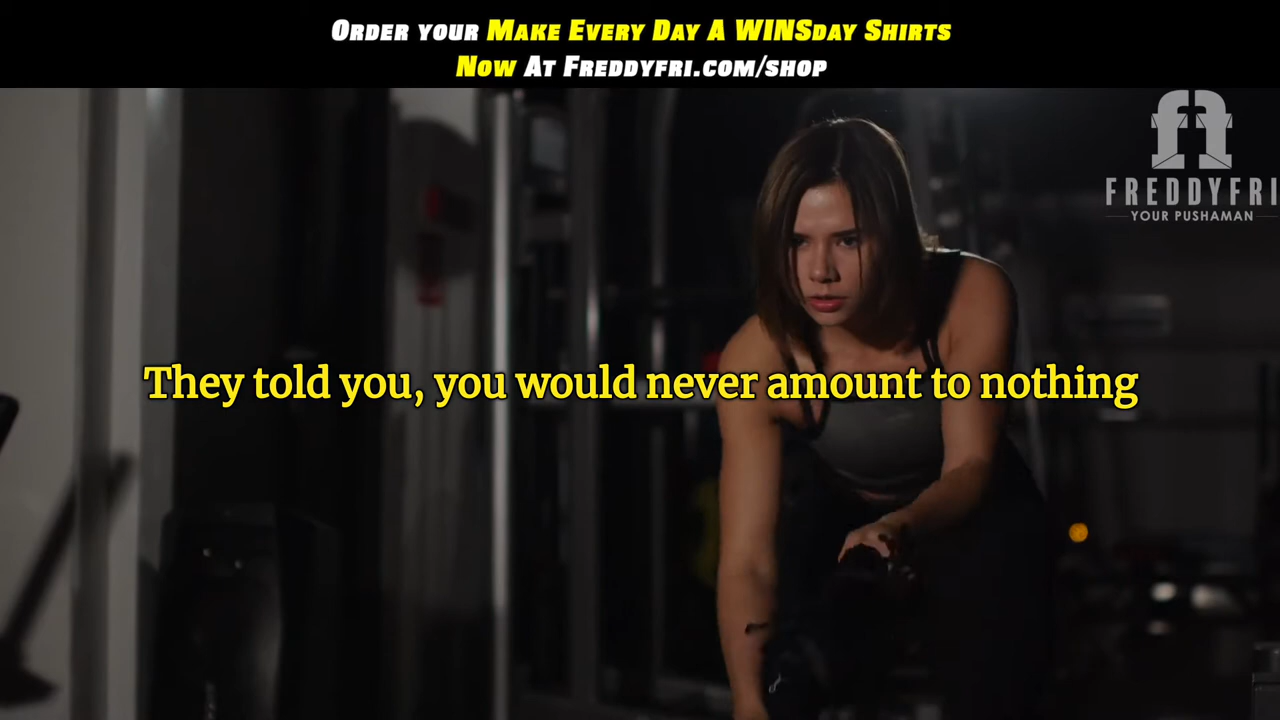 Order your Make Every Day A WINSday Shirts
Now At Freddyfri.com/shop
FREDDYFRI
YOUR PUSHAMAN
They told you, you would never amount to nothing